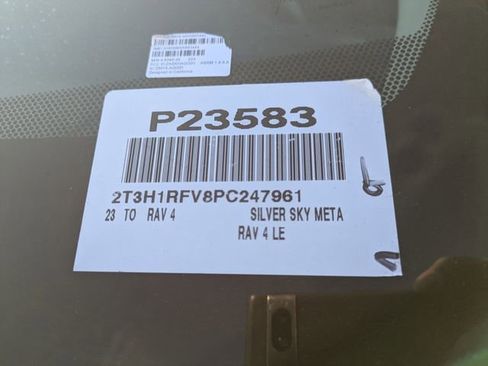 P23583
2T3H1RFV8PC247961
23 TO RAV 4 SILVER SKY META
RAV 4 LE